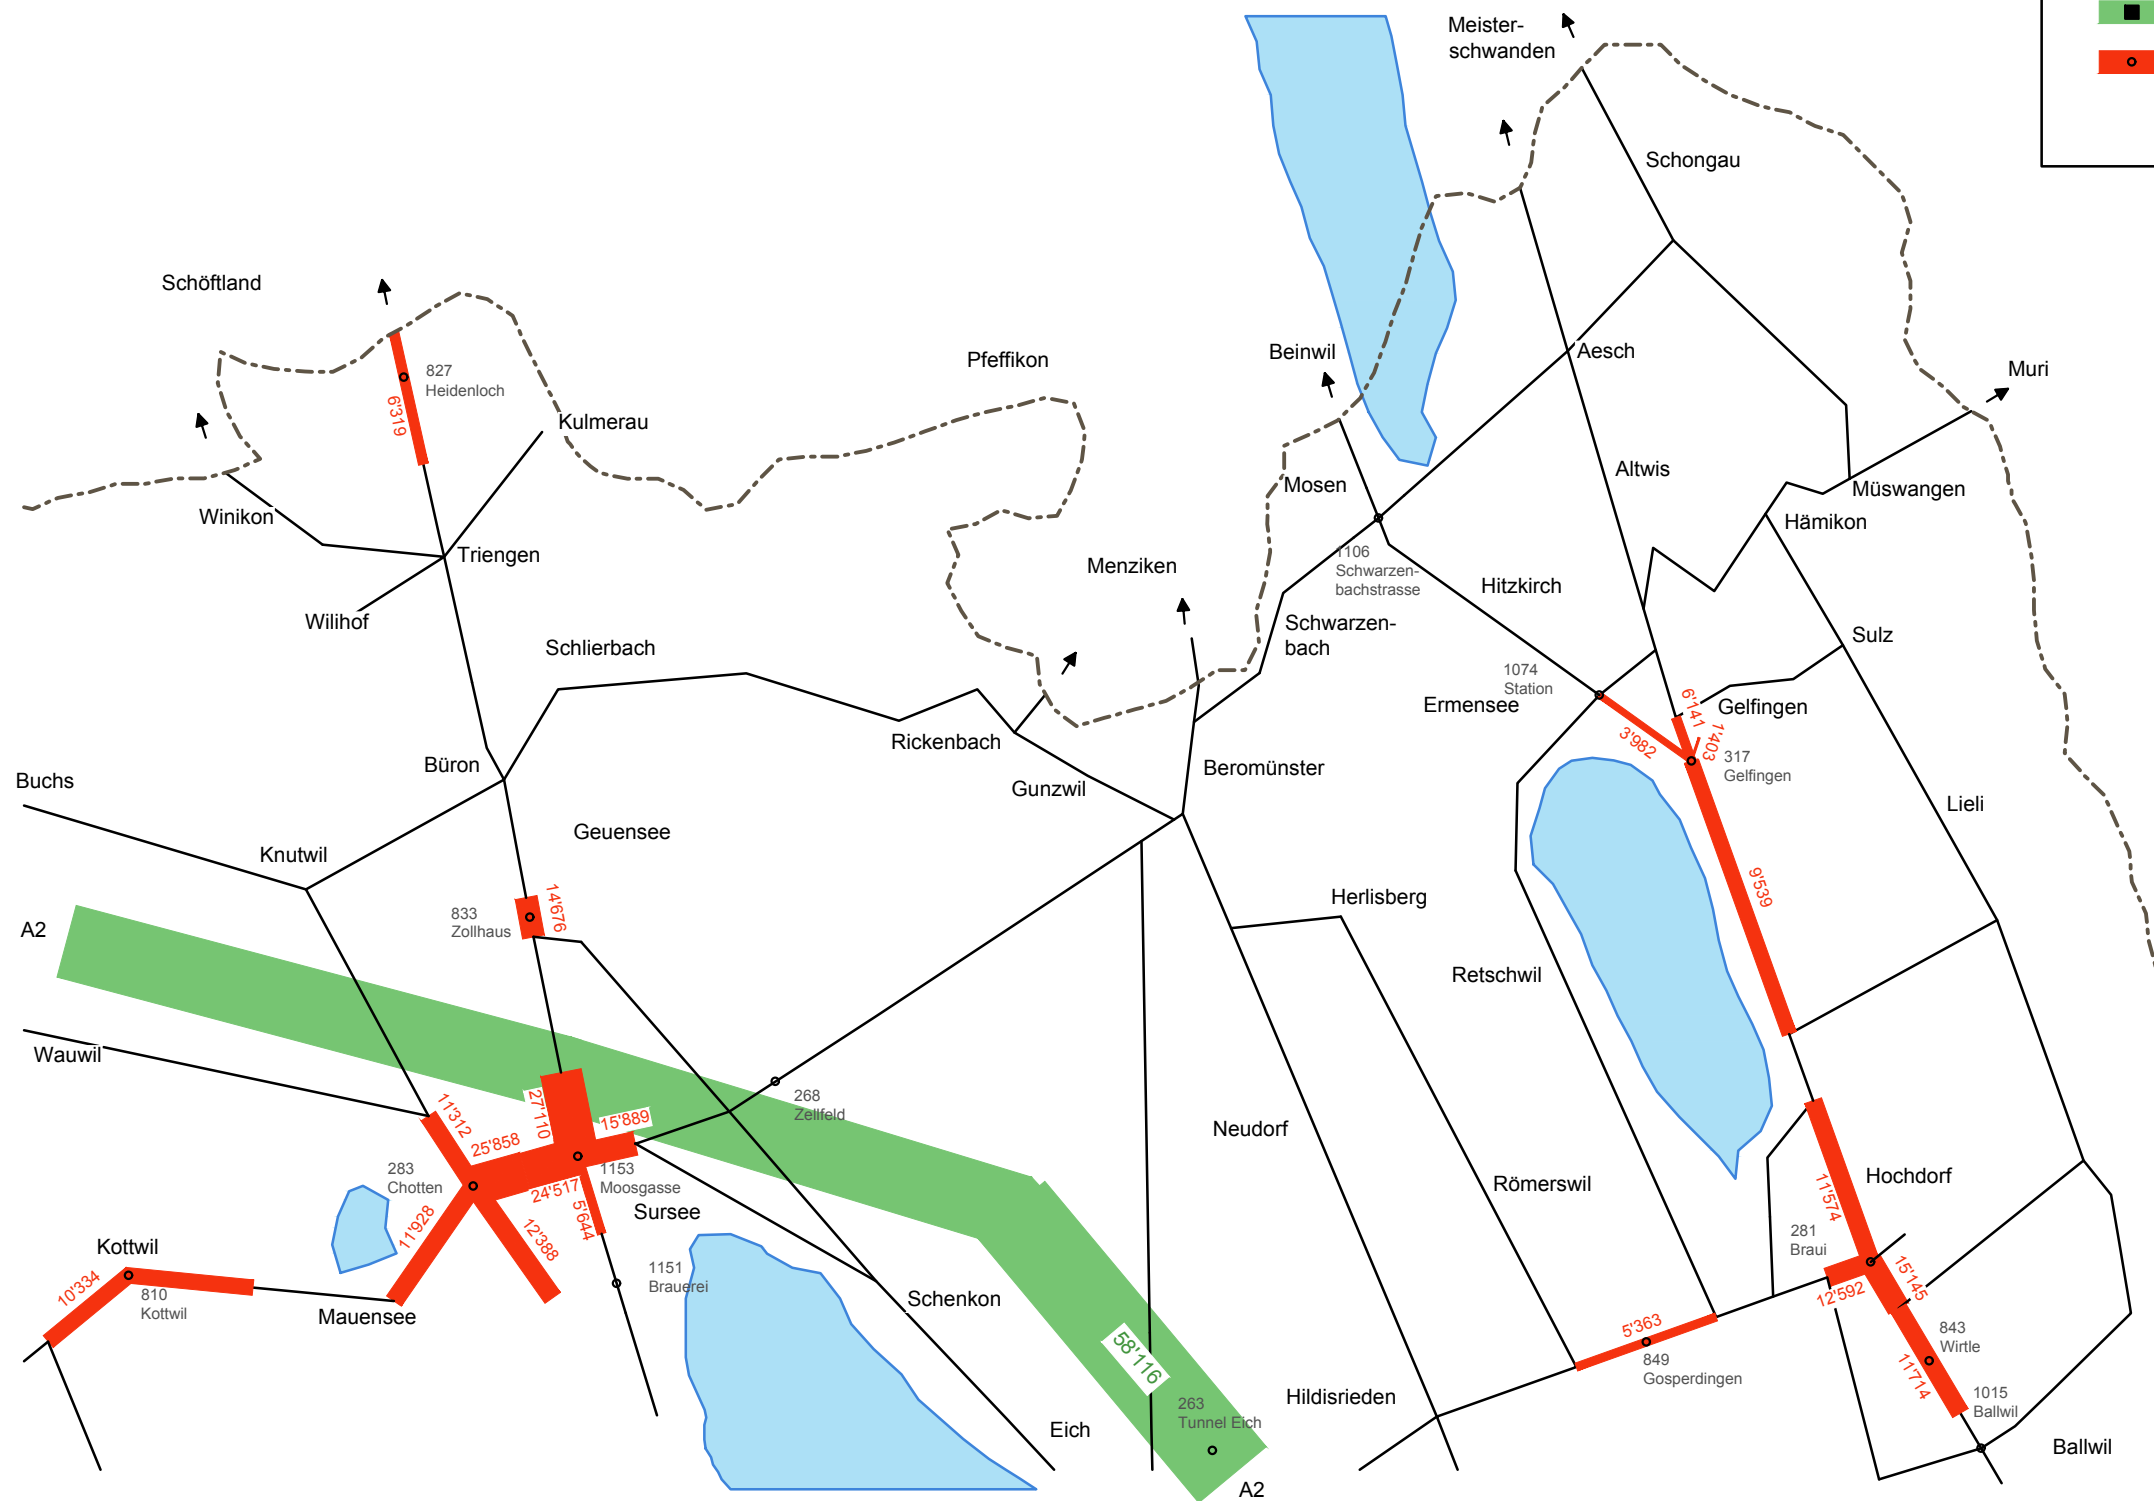 Meister-
schwanden
Schongau
Schöftland
827
Heidenloch
6'319
Kulmerau
Pfeffikon
Beinwil
Aesch
Muri
Winikon
Triengen
Wilihof
Mosen
Altwis
Müswangen
Hämikon
Menziken
1106
Schwarzen-
bachstrasse
Hitzkirch
Schwarzen-
bach
Sulz
Schlierbach
1074
Station
Ermensee
6'141
1'403
Gelfingen
3'982
317
Gelfingen
Rickenbach
Büron
Buchs
Gunzwil
Beromünster
Lieli
Geuensee
Knutwil
Herlisberg
9'539
A2
833
Zollhaus
14'676
Retschwil
Wauwil
268
Zellfeld
11'312
27'110
15'889
25'858
Neudorf
283
Chotten
1153
Moosgasse
24'517
Sursee
5'644
11'928
12'388
Römerswil
Hochdorf
11'574
Kottwil
10'334
810
Kottwil
Mauensee
1151
Brauerei
Schenkon
281
Braui
15'145
12'592
5'363
849
Gosperdingen
843
Wirtle
11'714
58'116
263
Tunnel Eich
Hildisrieden
1015
Ballwil
Eich
Ballwil
A2